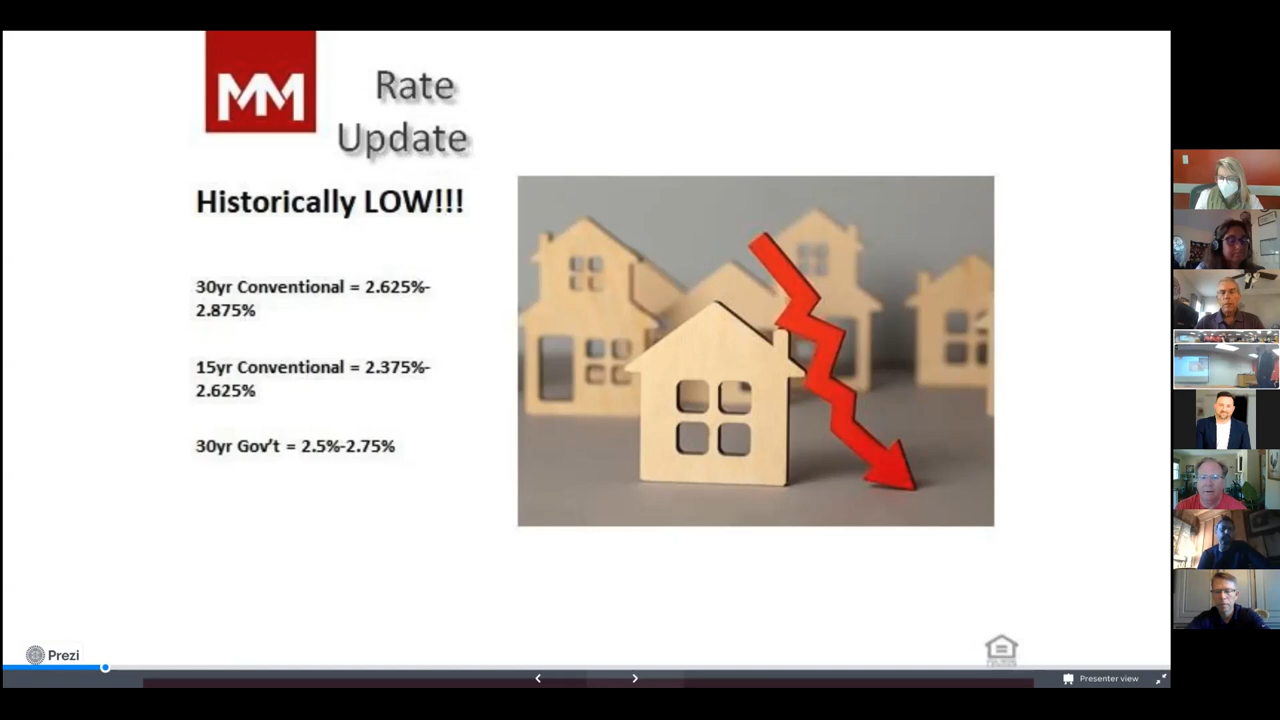 MM
Rate
Update
Historically LOW!!!
30yr Conventional = 2.625%-
2.875%
15yr Conventional = 2.375%-
2.625%
30yr Gov't = 2.5%-2.75%
Prezi
Presenter view